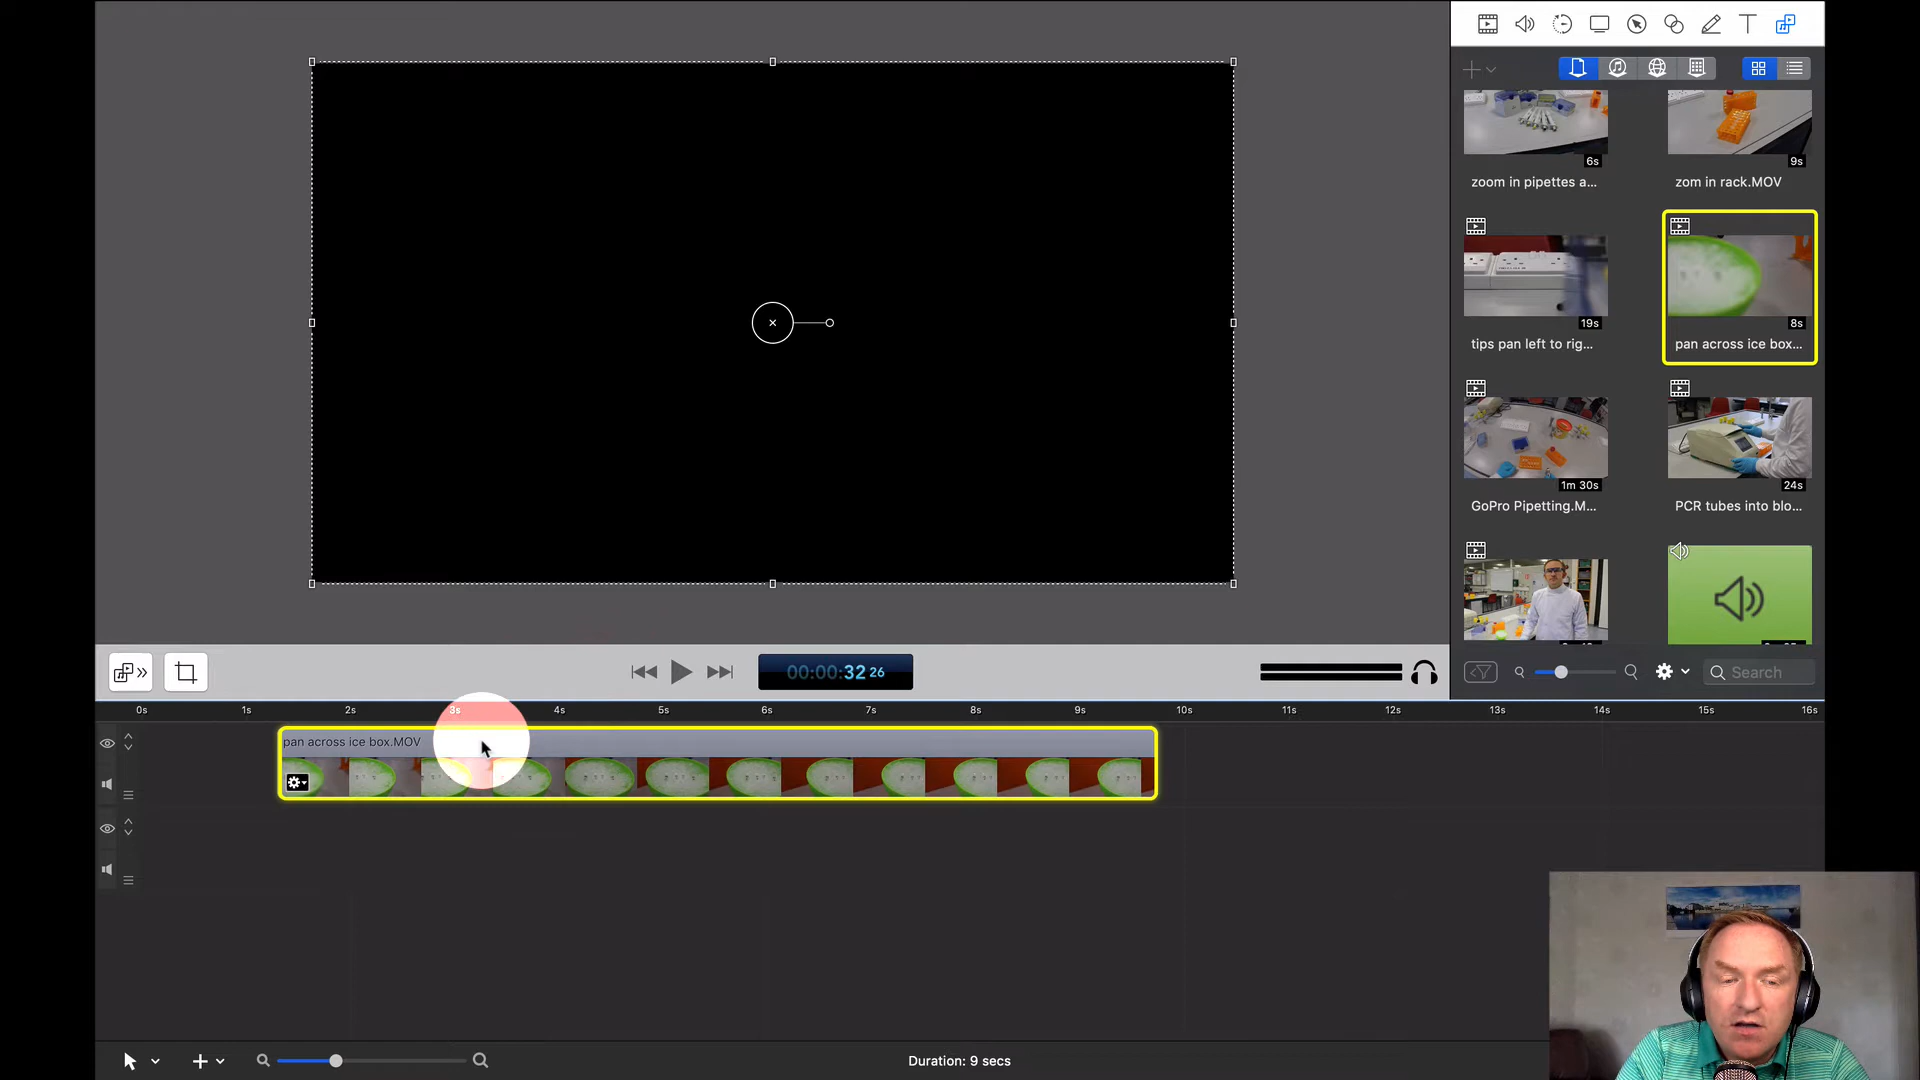 6s
9s
zoom in pipettes a...
zom in rack.MOV
19s
8s
tips pan left to rig...
pan across ice box...
1m 30s
24s
GoPro Pipetting.M...
PCR tubes into blo...
00:00:32 26
Search
0s 1s 2s 3s 4s 5s 6s 7s 8s 9s 10s 11s 12s 13s 14s 15s 16s
pan across ice box.MOV
Duration: 9 secs